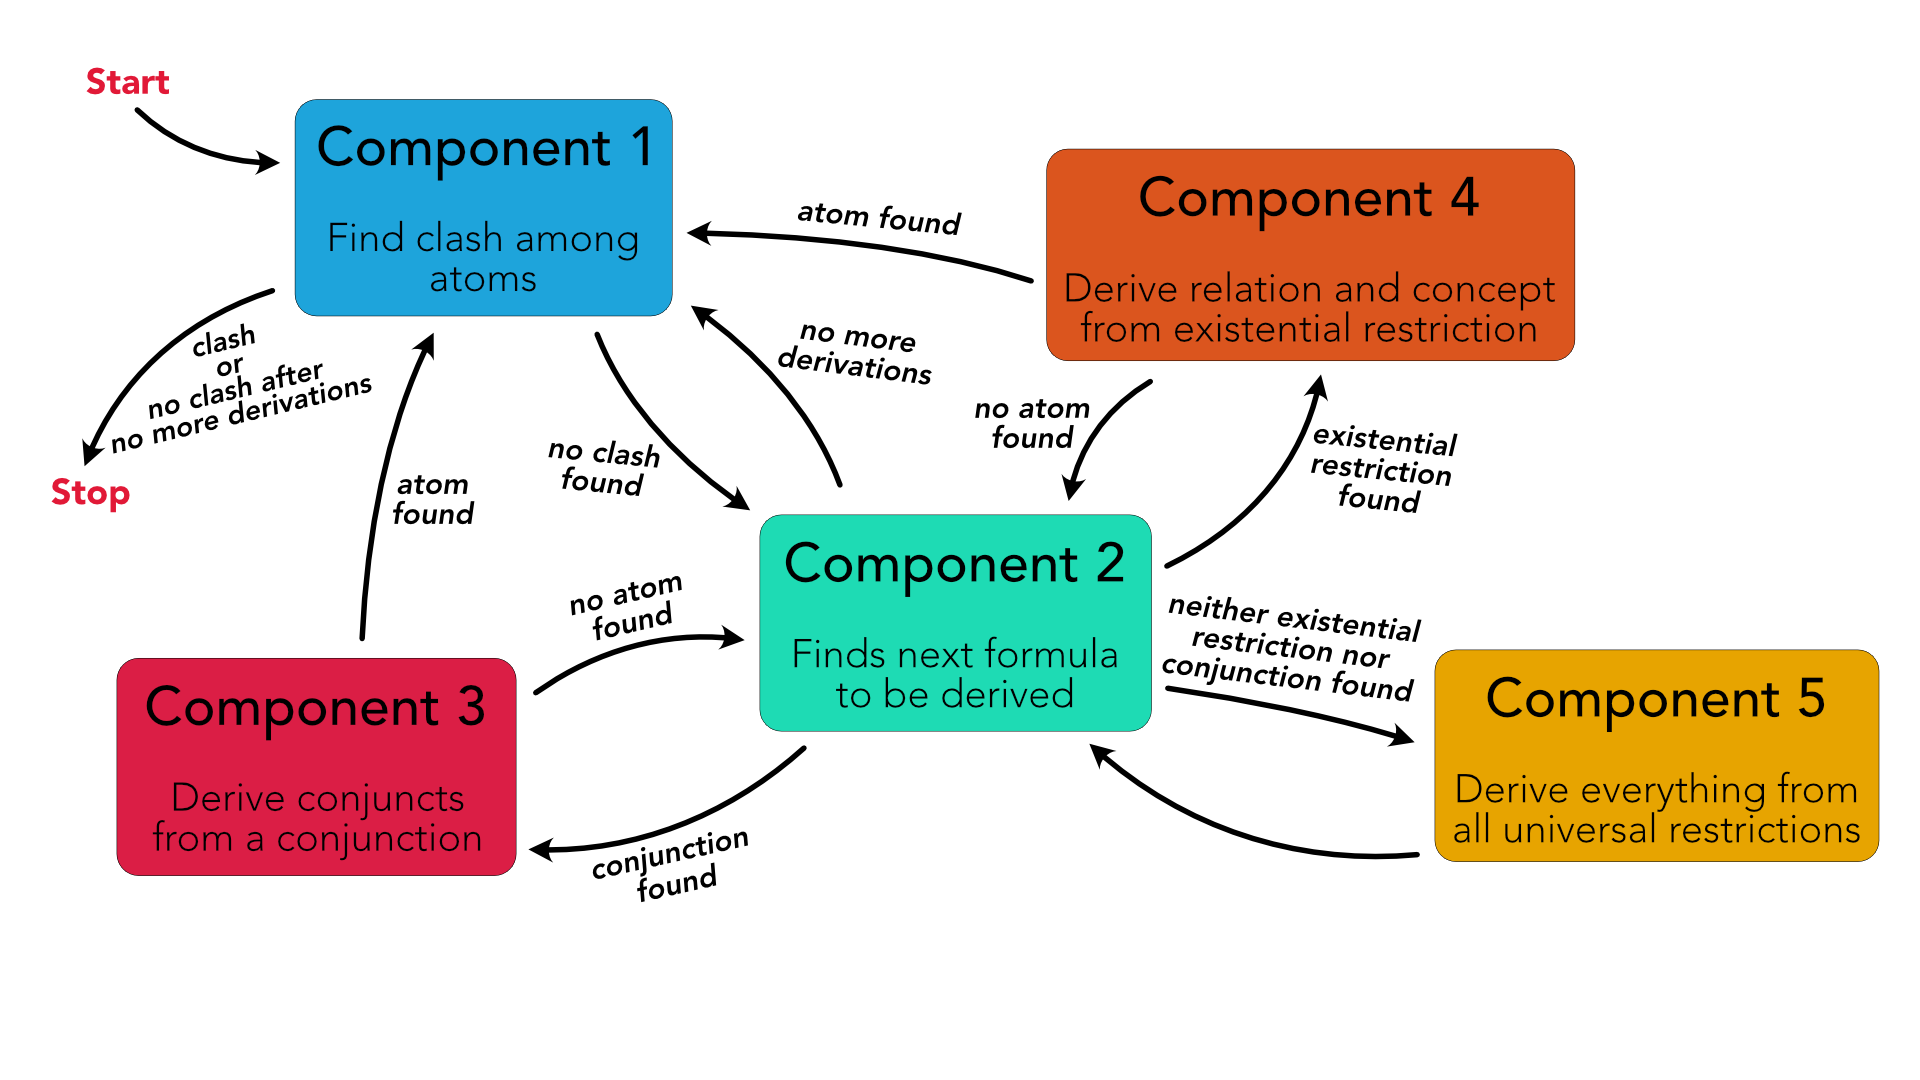 Start
Component 1
Find clash among
atoms
clash
or
no clash after
no more derivations
Stop
atom found
Component 4
Derive relation and concept
from existential restriction
no more
derivations
no clash
found
no atom
found
existential
restriction
found
atom
found
no atom
found
Component 2
Finds next formula
to be derived
neither existential
restriction nor
conjunction found
Component 3
Derive conjuncts
from a conjunction
conjunction
found
Component 5
Derive everything from
all universal restrictions